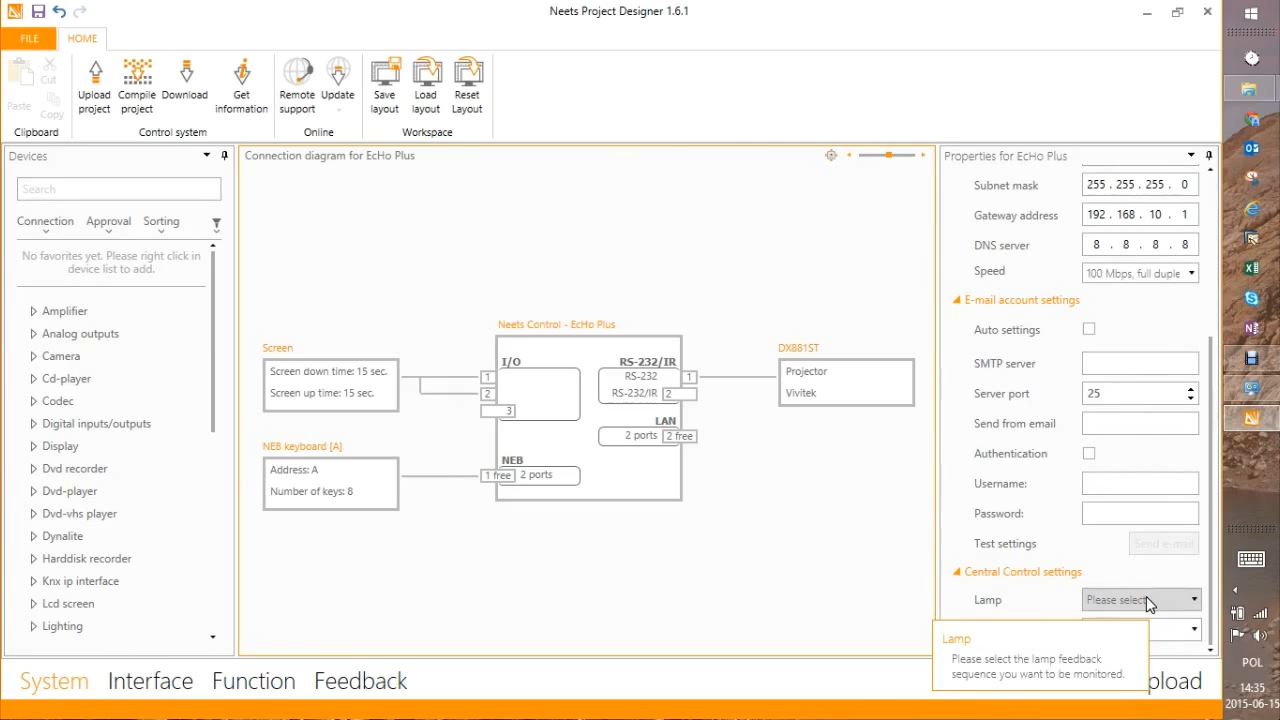 Neets Project Designer 1.6.1
FILE
HOME
Paste
Cut
Copy
Clipboard
Upload
project
Compile
project
Download
Get
information
Control system
Remote
support
Update
Online
Save
layout
Load
layout
Reset
Layout
Workspace
Devices
Search
Connection
Approval
Sorting
No favorites yet. Please right click in
device list to add.
Amplifier
Analog outputs
Camera
Cd-player
Codec
Digital inputs/outputs
Display
Dvd recorder
Dvd-player
Dvd-vhs player
Dynalite
Harddisk recorder
Knx ip interface
Lcd screen
Lighting
Connection diagram for EcHo Plus
Screen
Screen down time: 15 sec.
Screen up time: 15 sec.
NEB keyboard [A]
Address: A
Number of keys: 8
Neets Control - EcHo Plus
I/O
1
2
3
NEB
1 free
2 ports
RS-232/IR
RS-232
1
RS-232/IR
2
LAN
2 ports
2 free
DX881ST
Projector
Vivitek
Properties for EcHo Plus
Subnet mask
255 . 255 . 255 . 0
Gateway address
192 . 168 . 10 . 1
DNS server
8 . 8 . 8 . 8
Speed
100 Mbps, full duple
E-mail account settings
Auto settings
SMTP server
Server port
25
Send from email
Authentication
Username:
Password:
Test settings
Send e-mail
Central Control settings
Lamp
Please select
Lamp
Please select the lamp feedback
sequence you want to be monitored.
System
Interface
Function
Feedback
pload
POL
14:35
2015-06-15